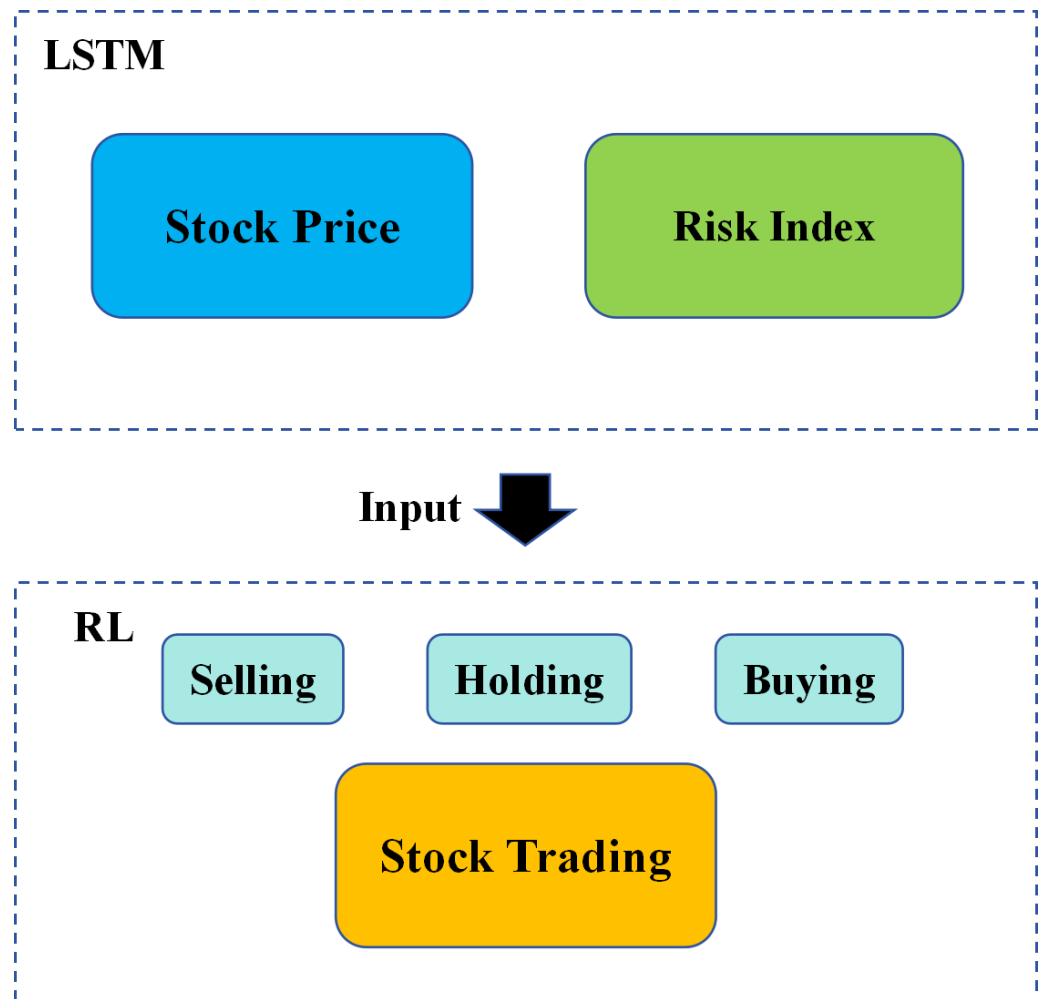 LSTM
Stock Price
Risk Index
Input
RL
Selling
Holding
Buying
Stock Trading